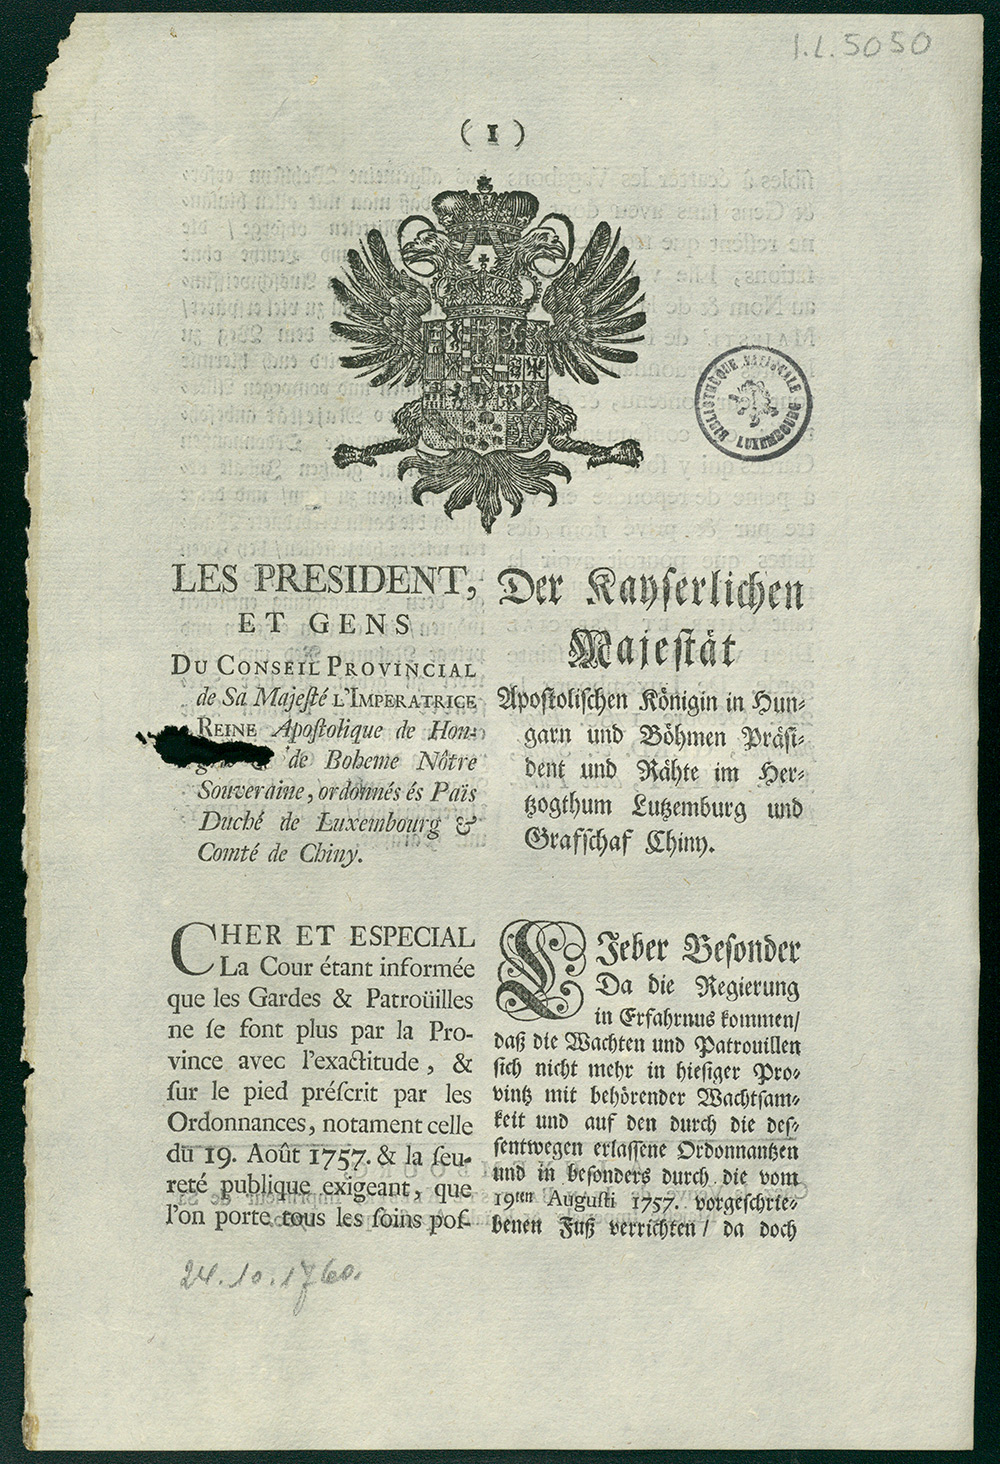 I.L.5050
( 1 )
BIBLIOTHÈQUE NATIONALE LUXEMBOURG
LES PRESIDENT,
ET GENS
DU CONSEIL PROVINCIAL
de Sa Majeſté L'IMPERATRICE
REINE Apoſtolique de Hon-
de Boheme Nôtre
Souveraine, ordonnés és Païs
Duché de Luxembourg &
Comté de Chiny.
CHER ET ESPECIAL
La Cour étant informée
que les Gardes & Patroüilles
ne ſe font plus par la Pro-
vince avec l'exactitude, &
ſur le pied préſcrit par les
Ordonnances, notament celle
du 19. Août 1757. & la ſeu-
reté publique exigeant, que
l'on porte tous les ſoins poſ-
Der Kayſerlichen
Majeſtät
Apoſtoliſchen Königin in Hun-
garn und Böhmen Präſi-
dent und Rähte im Her-
tzogthum Lutzemburg und
Grafſchaf Chiny.
LIeber Beſonder
Da die Regierung
in Erfahrnus kommen/
daß die Wachten und Patrouillen
ſich nicht mehr in hieſiger Pro-
vintz mit behörender Wachtſam-
keit und auf den durch die deſ-
ſentwegen erlaſſene Ordonnantzen
und in beſonders durch die vom
19ten Auguſti 1757. vorgeſchrie-
benen Fuß verrichten / da doch
24.10.1760.